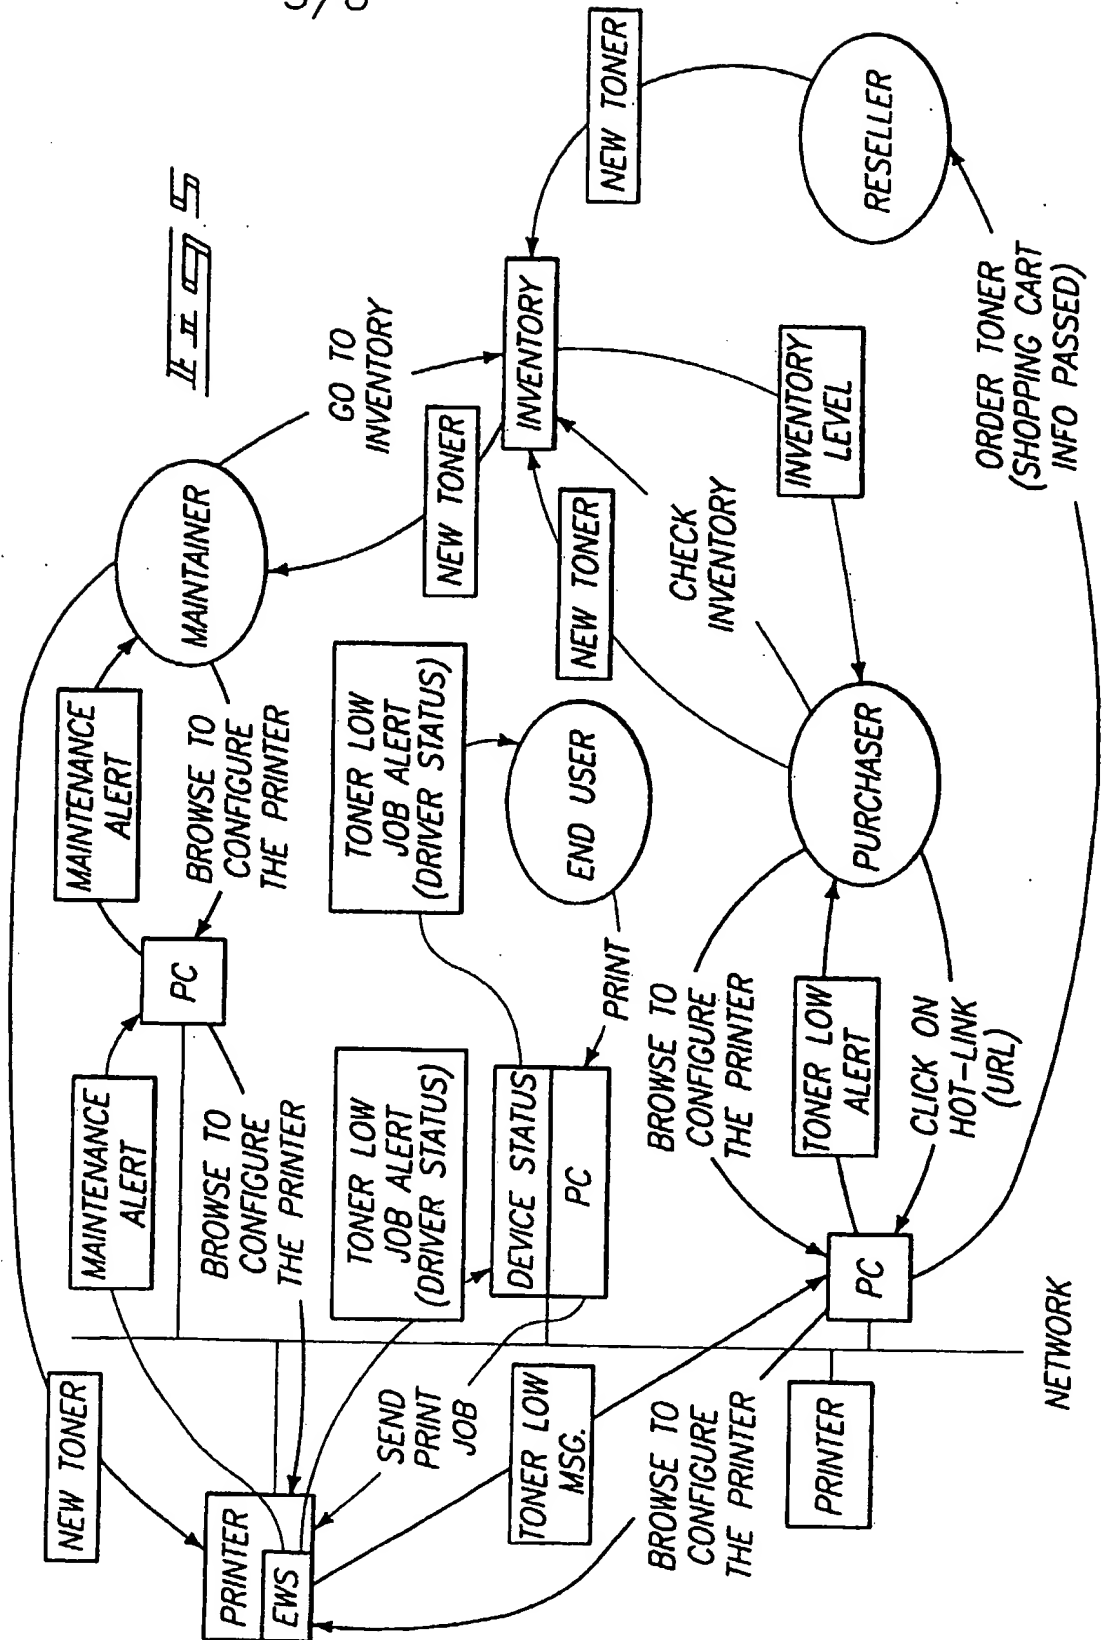 NEW TONER
MAINTENANCE
ALERT
MAINTENANCE
ALERT
PC
MAINTAINER
BROWSE TO
CONFIGURE
THE PRINTER
BROWSE TO
CONFIGURE
THE PRINTER
GO TO
INVENTORY
FIG 5
PRINTER
EWS
SEND
PRINT
JOB
TONER LOW
JOB ALERT
(DRIVER STATUS)
TONER LOW
JOB ALERT
(DRIVER STATUS)
NEW TONER
DEVICE STATUS
PC
PRINT
END USER
NEW TONER
INVENTORY
NEW TONER
TONER LOW
MSG.
BROWSE TO
CONFIGURE
THE PRINTER
BROWSE TO
CONFIGURE
THE PRINTER
CHECK
INVENTORY
INVENTORY
LEVEL
PRINTER
PC
TONER LOW
ALERT
PURCHASER
RESELLER
CLICK ON
HOT-LINK
(URL)
ORDER TONER
(SHOPPING CART
INFO PASSED)
NETWORK